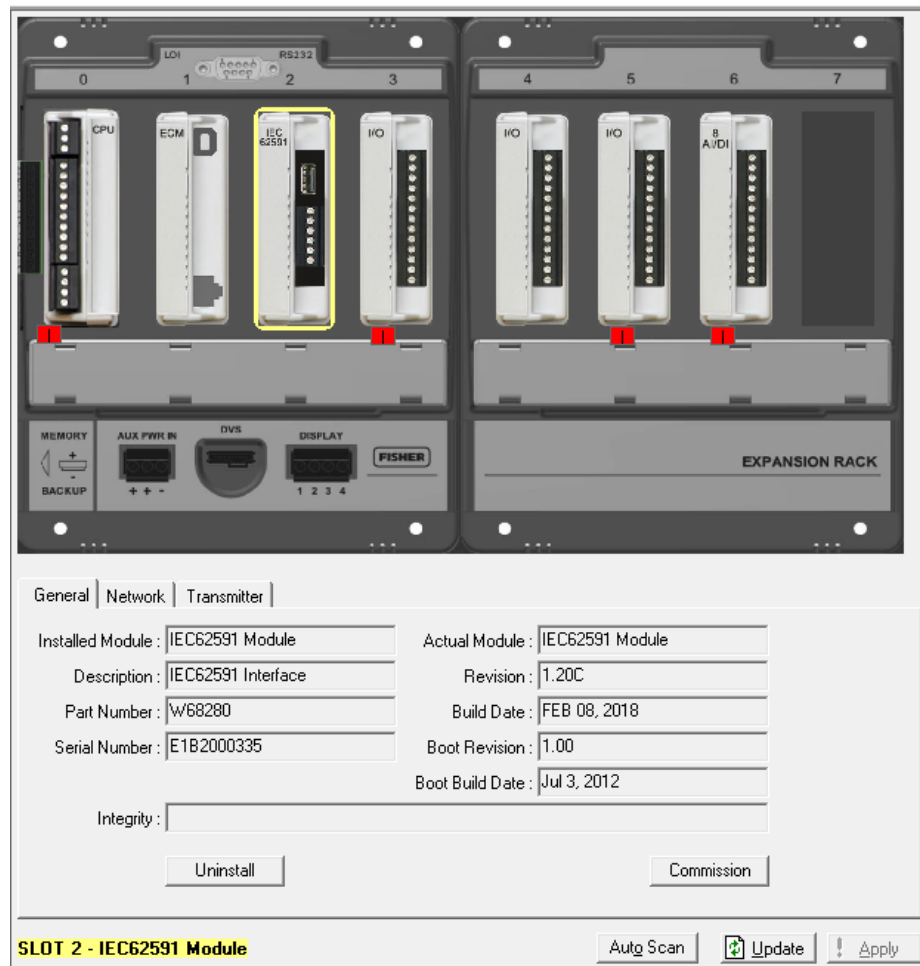 LOI RS232
0 1 2 3 4 5 6 7
CPU ECM D IEC 62591 I/O I/O I/O 8 AI/DI
MEMORY
BACKUP
+
-
AUX PWR IN
+ + -
DVS
DISPLAY
1 2 3 4
FISHER
EXPANSION RACK
General Network Transmitter
Installed Module : IEC62591 Module Actual Module : IEC62591 Module
Description : IEC62591 Interface Revision : 1.20C
Part Number : W68280 Build Date : FEB 08, 2018
Serial Number : E1B2000335 Boot Revision : 1.00
Boot Build Date : Jul 3, 2012
Integrity :
Uninstall Commission
SLOT 2 - IEC62591 Module Auto Scan Update ! Apply